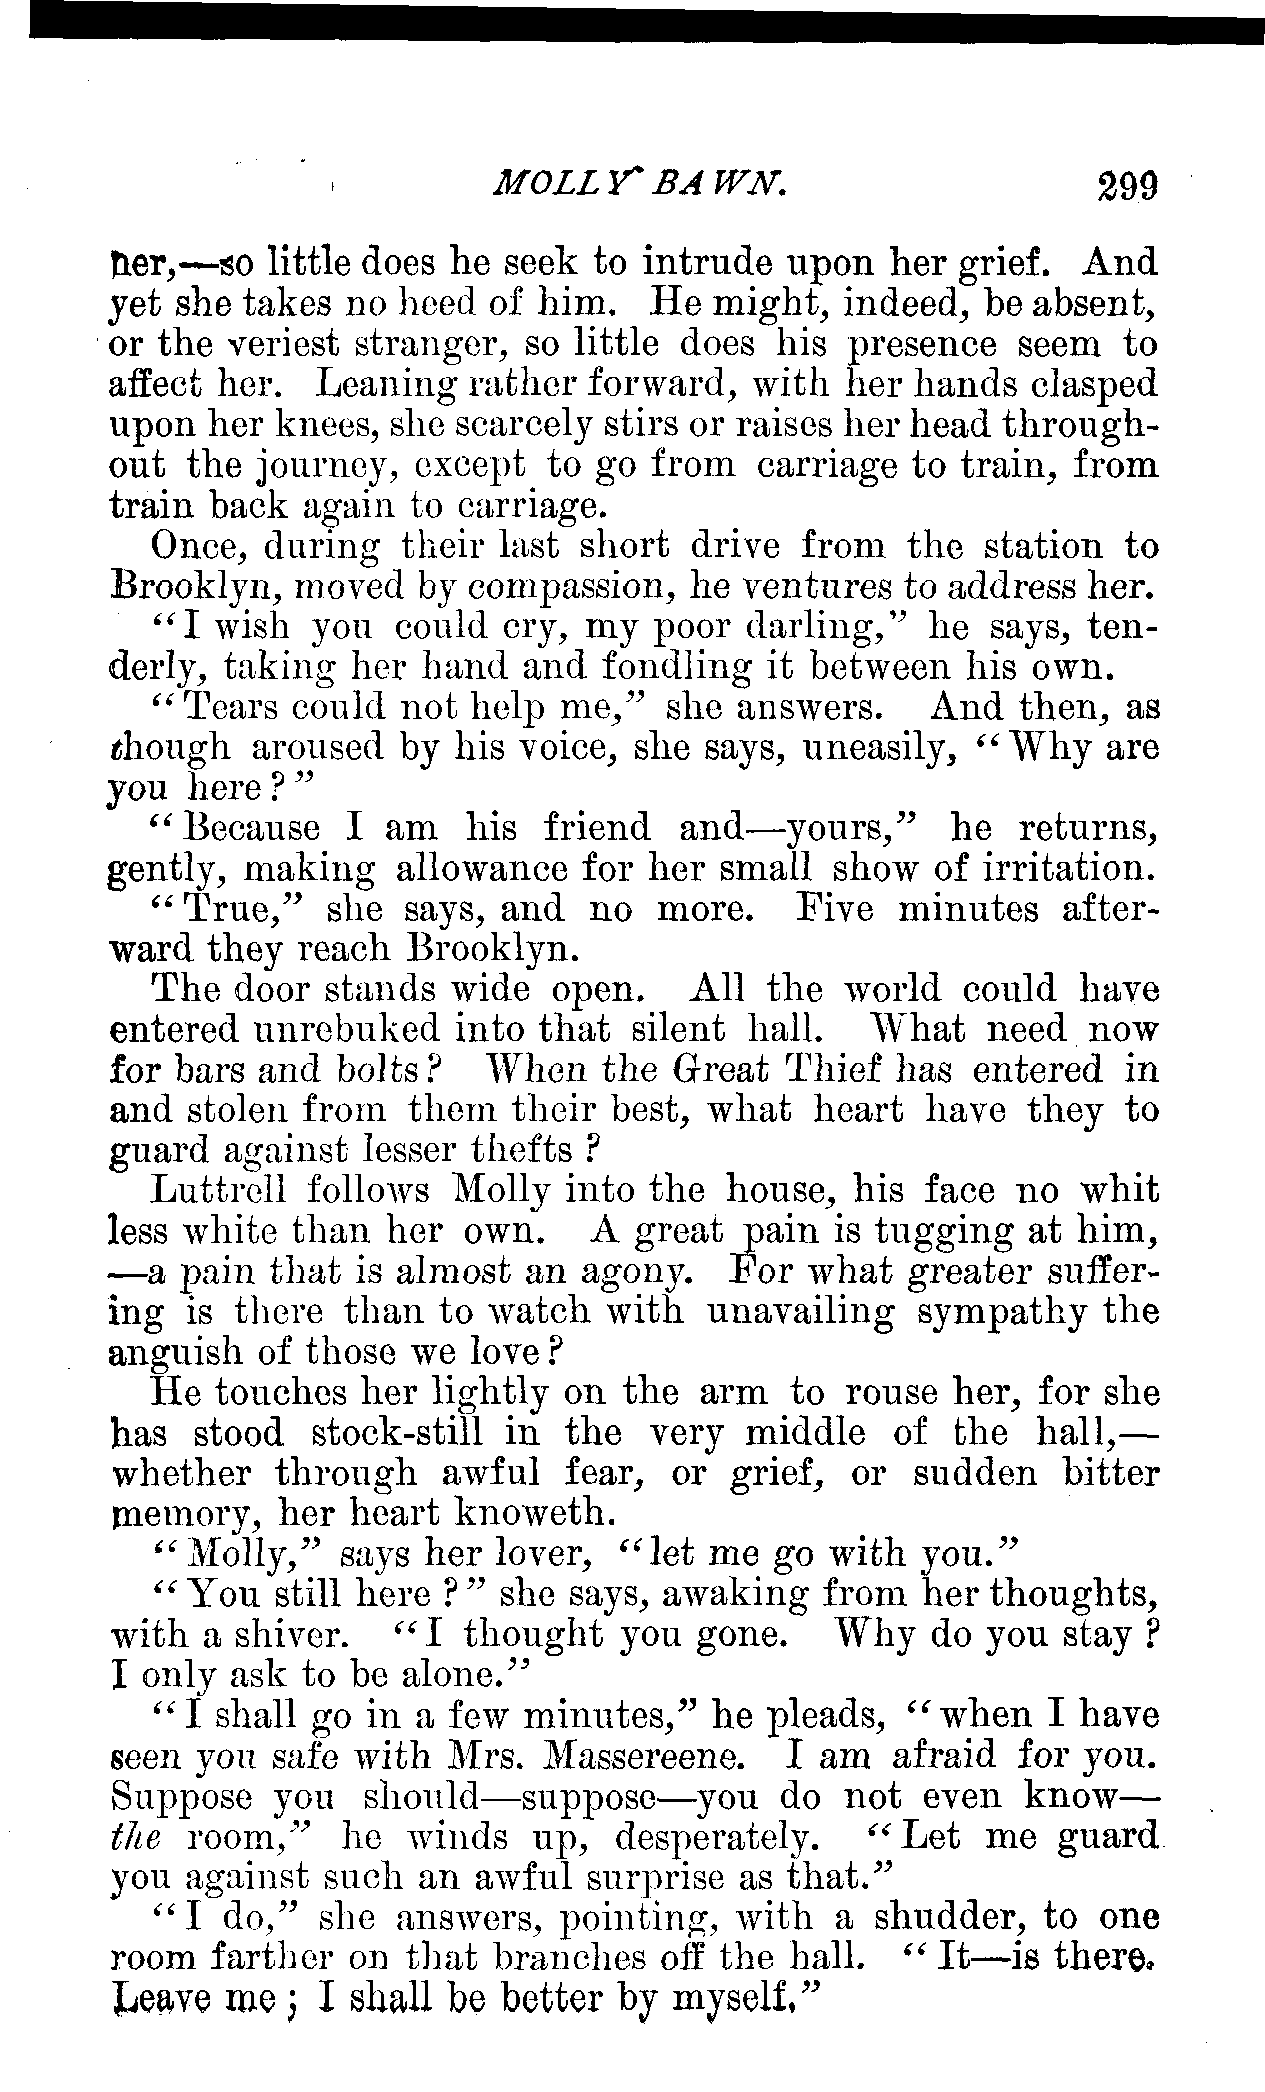 MOLLY BAWN. 299
her,—so little does he seek to intrude upon her grief. And
yet she takes no heed of him. He might, indeed, be absent,
or the veriest stranger, so little does his presence seem to
affect her. Leaning rather forward, with her hands clasped
upon her knees, she scarcely stirs or raises her head through-
out the journey, except to go from carriage to train, from
train back again to carriage.
Once, during their last short drive from the station to
Brooklyn, moved by compassion, he ventures to address her.
"I wish you could cry, my poor darling," he says, ten-
derly, taking her hand and fondling it between his own.
"Tears could not help me," she answers. And then, as
though aroused by his voice, she says, uneasily, "Why are
you here?"
"Because I am his friend and—yours," he returns,
gently, making allowance for her small show of irritation.
"True," she says, and no more. Five minutes after-
ward they reach Brooklyn.
The door stands wide open. All the world could have
entered unrebuked into that silent hall. What need now
for bars and bolts? When the Great Thief has entered in
and stolen from them their best, what heart have they to
guard against lesser thefts?
Luttrell follows Molly into the house, his face no whit
less white than her own. A great pain is tugging at him,
—a pain that is almost an agony. For what greater suffer-
ing is there than to watch with unavailing sympathy the
anguish of those we love?
He touches her lightly on the arm to rouse her, for she
has stood stock-still in the very middle of the hall,—
whether through awful fear, or grief, or sudden bitter
memory, her heart knoweth.
"Molly," says her lover, "let me go with you."
"You still here?" she says, awaking from her thoughts,
with a shiver. "I thought you gone. Why do you stay?
I only ask to be alone."
"I shall go in a few minutes," he pleads, "when I have
seen you safe with Mrs. Massereene. I am afraid for you.
Suppose you should—suppose—you do not even know—
the room," he winds up, desperately. "Let me guard
you against such an awful surprise as that."
"I do," she answers, pointing, with a shudder, to one
room farther on that branches off the hall. "It—is there.
Leave me; I shall be better by myself."